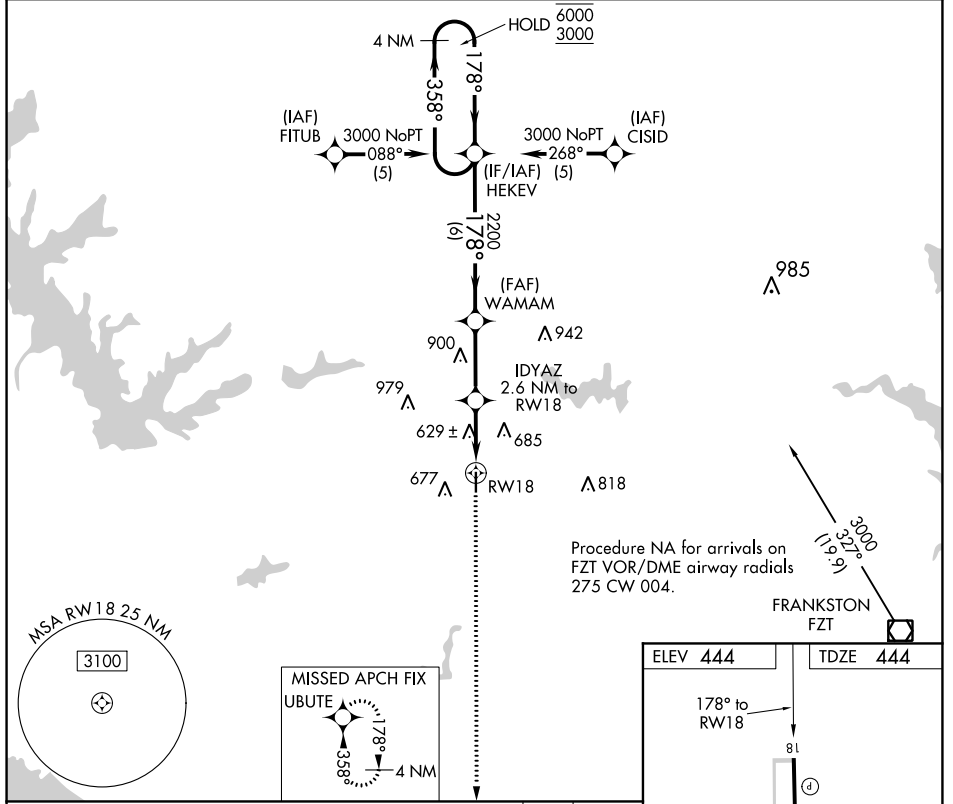 HOLD 6000
3000
4 NM
178°
358°
(IAF)
FITUB
3000 NoPT
088°
(5)
3000 NoPT
268°
(5)
(IAF)
CISID
(IF/IAF)
HEKEV
2200
178°
(6)
985
(FAF)
WAMAM
942
900
IDYAZ
2.6 NM to
RW18
979
629 ±
685
677
RW18
818
3000
327°
(19.9)
Procedure NA for arrivals on
FZT VOR/DME airway radials
275 CW 004.
FRANKSTON
FZT
MSA RW18 25 NM
3100
MISSED APCH FIX
UBUTE
178°
358°
4 NM
ELEV 444
TDZE 444
178° to
RW18
18
P